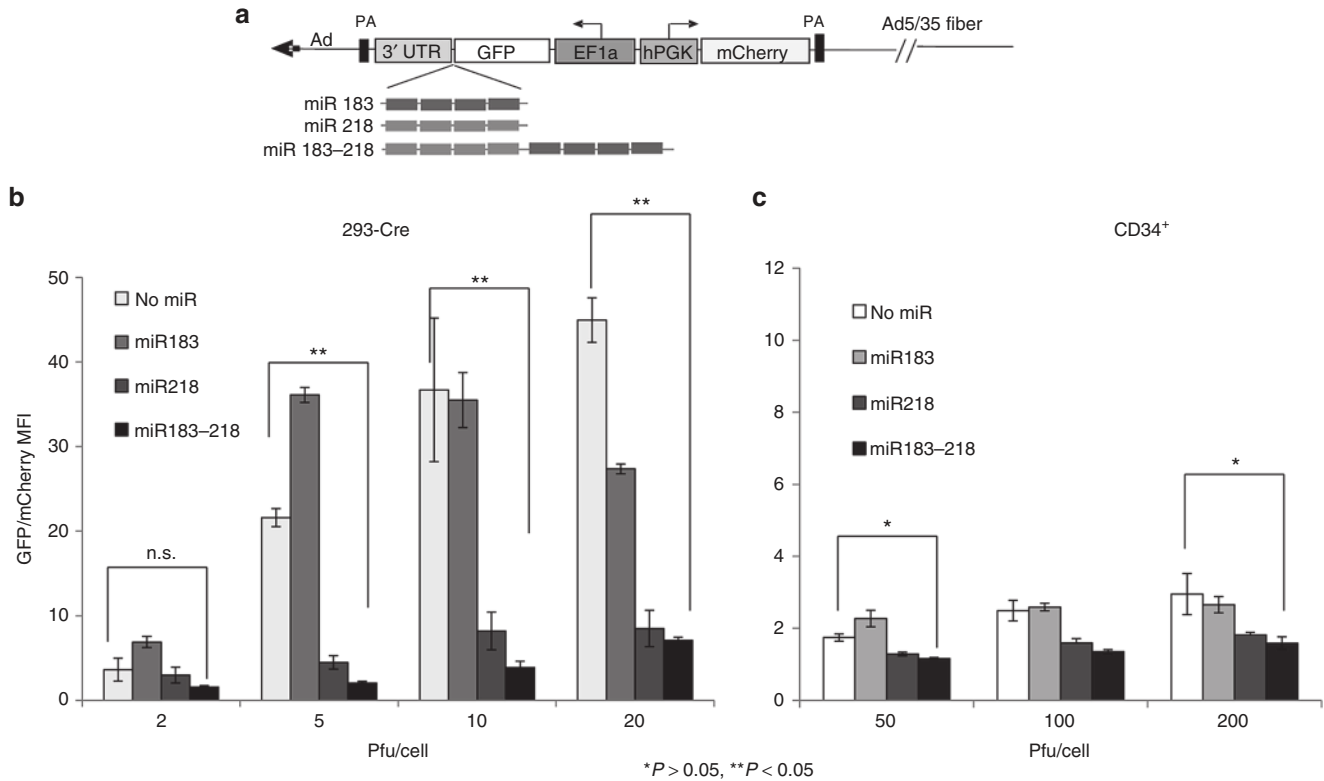 a
PA
Ad
3′ UTR
GFP
EF1a
hPGK
mCherry
PA
Ad5/35 fiber
miR 183
miR 218
miR 183–218
b
293-Cre
GFP/mCherry MFI
50
40
30
20
10
0
No miR
miR183
miR218
miR183–218
n.s.
**
**
**
2
5
10
20
Pfu/cell
c
CD34+
12
10
8
6
4
2
0
No miR
miR183
miR218
miR183–218
*
*
50
100
200
Pfu/cell
*P > 0.05, **P < 0.05